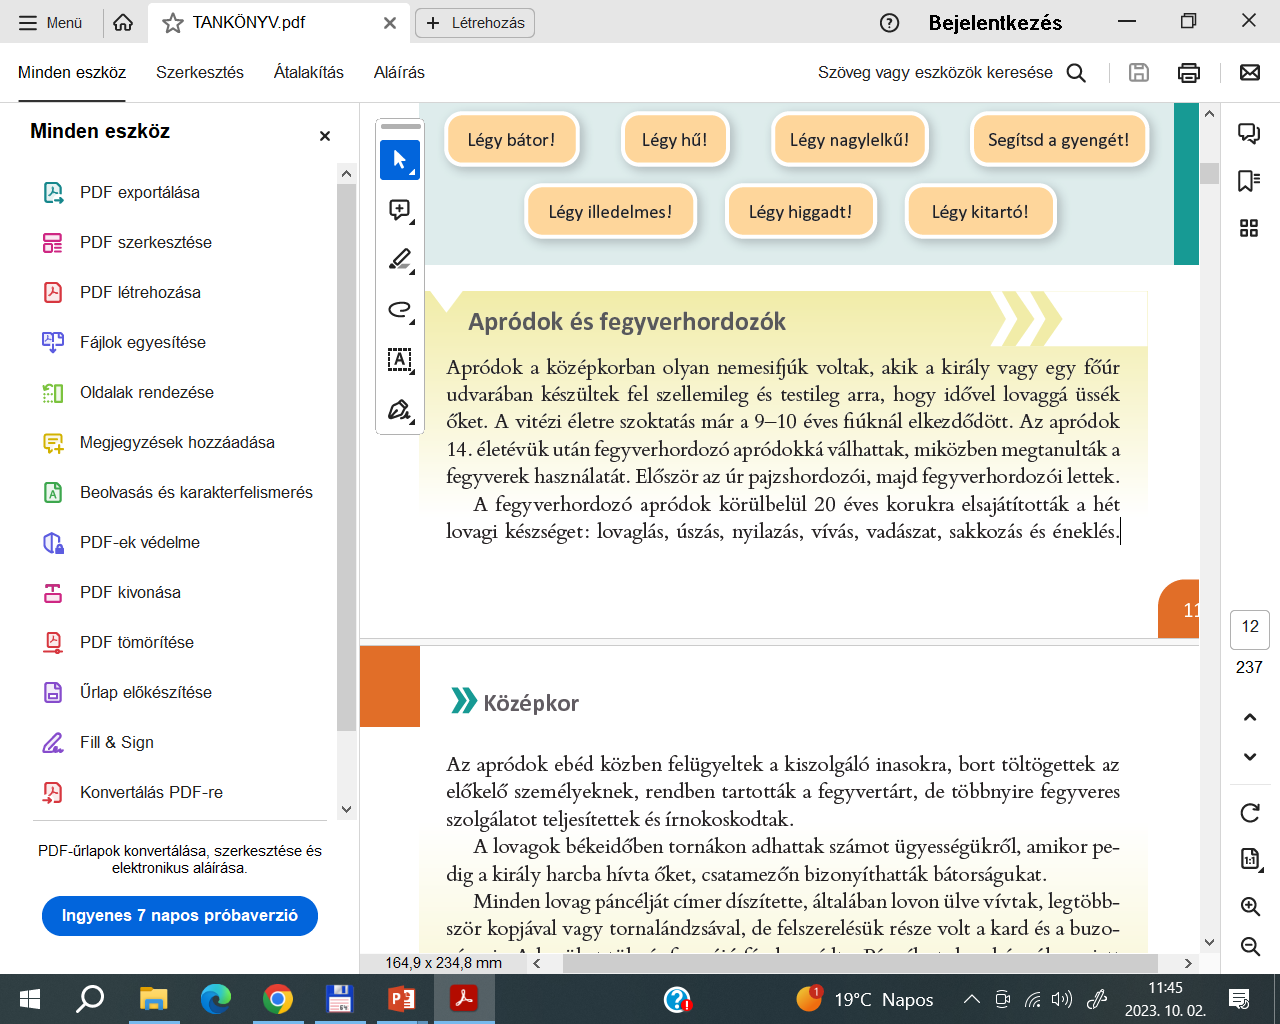 Menü
TANKÖNYV.pdf
Létrehozás
Bejelentkezés
Minden eszköz
Szerkesztés
Átalakítás
Aláírás
Szöveg vagy eszközök keresése
Minden eszköz
PDF exportálása
PDF szerkesztése
PDF létrehozása
Fájlok egyesítése
Oldalak rendezése
Megjegyzések hozzáadása
Beolvasás és karakterfelismerés
PDF-ek védelme
PDF kivonása
PDF tömörítése
Űrlap előkészítése
Fill & Sign
Konvertálás PDF-re
PDF-űrlapok konvertálása, szerkesztése és
elektronikus aláírása.
Ingyenes 7 napos próbaverzió
Légy bátor!
Légy hű!
Légy nagylelkű!
Segítsd a gyengét!
Légy illedelmes!
Légy higgadt!
Légy kitartó!
Apródok és fegyverhordozók
Apródok a középkorban olyan nemesifjúk voltak, akik a király vagy egy főúr
udvarában készültek fel szellemileg és testileg arra, hogy idővel lovaggá üssék
őket. A vitézi életre szoktatás már a 9–10 éves fiúknál elkezdődött. Az apródok
14. életévük után fegyverhordozó apródokká válhattak, miközben megtanulták a
fegyverek használatát. Először az úr pajzshordozói, majd fegyverhordozói lettek.
A fegyverhordozó apródok körülbelül 20 éves korukra elsajátították a hét
lovagi készséget: lovaglás, úszás, nyilazás, vívás, vadászat, sakkozás és éneklés.
11
Középkor
Az apródok ebéd közben felügyeltek a kiszolgáló inasokra, bort töltögettek az
előkelő személyeknek, rendben tartották a fegyvertárt, de többnyire fegyveres
szolgálatot teljesítettek és írnokoskodtak.
A lovagok békeidőben tornákon adhattak számot ügyességükről, amikor pe-
dig a király harcba hívta őket, csatamezőn bizonyíthatták bátorságukat.
Minden lovag páncélját címer díszítette, általában lovon ülve vívtak, legtöbb-
ször kopjával vagy tornalándzsával, de felszerelésük része volt a kard és a buzo-
164,9 x 234,8 mm
12
237
1:1
19°C Napos
1
64
11:45
2023. 10. 02.